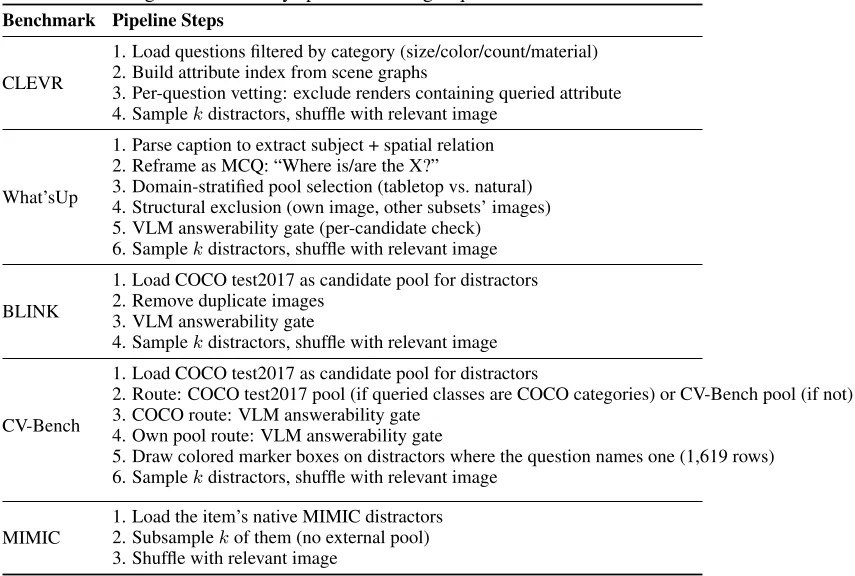 Benchmark Pipeline Steps
CLEVR
1. Load questions filtered by category (size/color/count/material)
2. Build attribute index from scene graphs
3. Per-question vetting: exclude renders containing queried attribute
4. Sample k distractors, shuffle with relevant image
What'sUp
1. Parse caption to extract subject + spatial relation
2. Reframe as MCQ: “Where is/are the X?”
3. Domain-stratified pool selection (tabletop vs. natural)
4. Structural exclusion (own image, other subsets’ images)
5. VLM answerability gate (per-candidate check)
6. Sample k distractors, shuffle with relevant image
BLINK
1. Load COCO test2017 as candidate pool for distractors
2. Remove duplicate images
3. VLM answerability gate
4. Sample k distractors, shuffle with relevant image
CV-Bench
1. Load COCO test2017 as candidate pool for distractors
2. Route: COCO test2017 pool (if queried classes are COCO categories) or CV-Bench pool (if not)
3. COCO route: VLM answerability gate
4. Own pool route: VLM answerability gate
5. Draw colored marker boxes on distractors where the question names one (1,619 rows)
6. Sample k distractors, shuffle with relevant image
MIMIC
1. Load the item’s native MIMIC distractors
2. Subsample k of them (no external pool)
3. Shuffle with relevant image